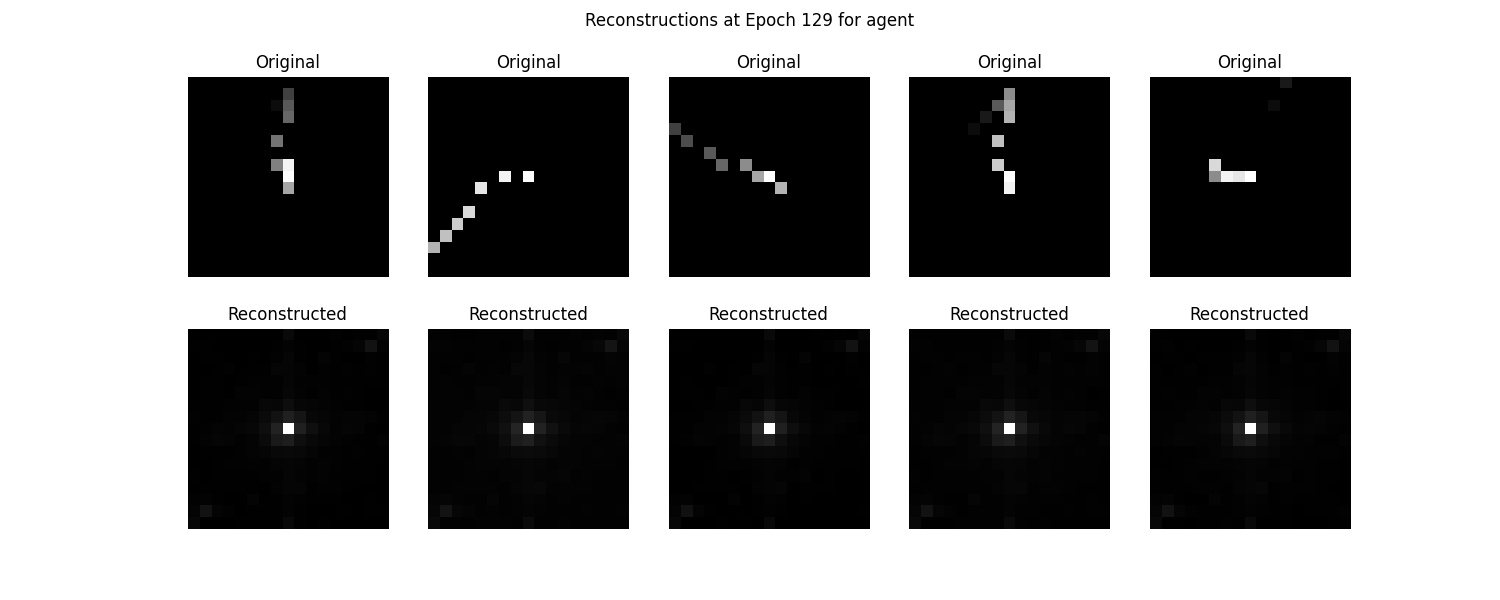 Reconstructions at Epoch 129 for agent
Original Original Original Original Original
Reconstructed Reconstructed Reconstructed Reconstructed Reconstructed